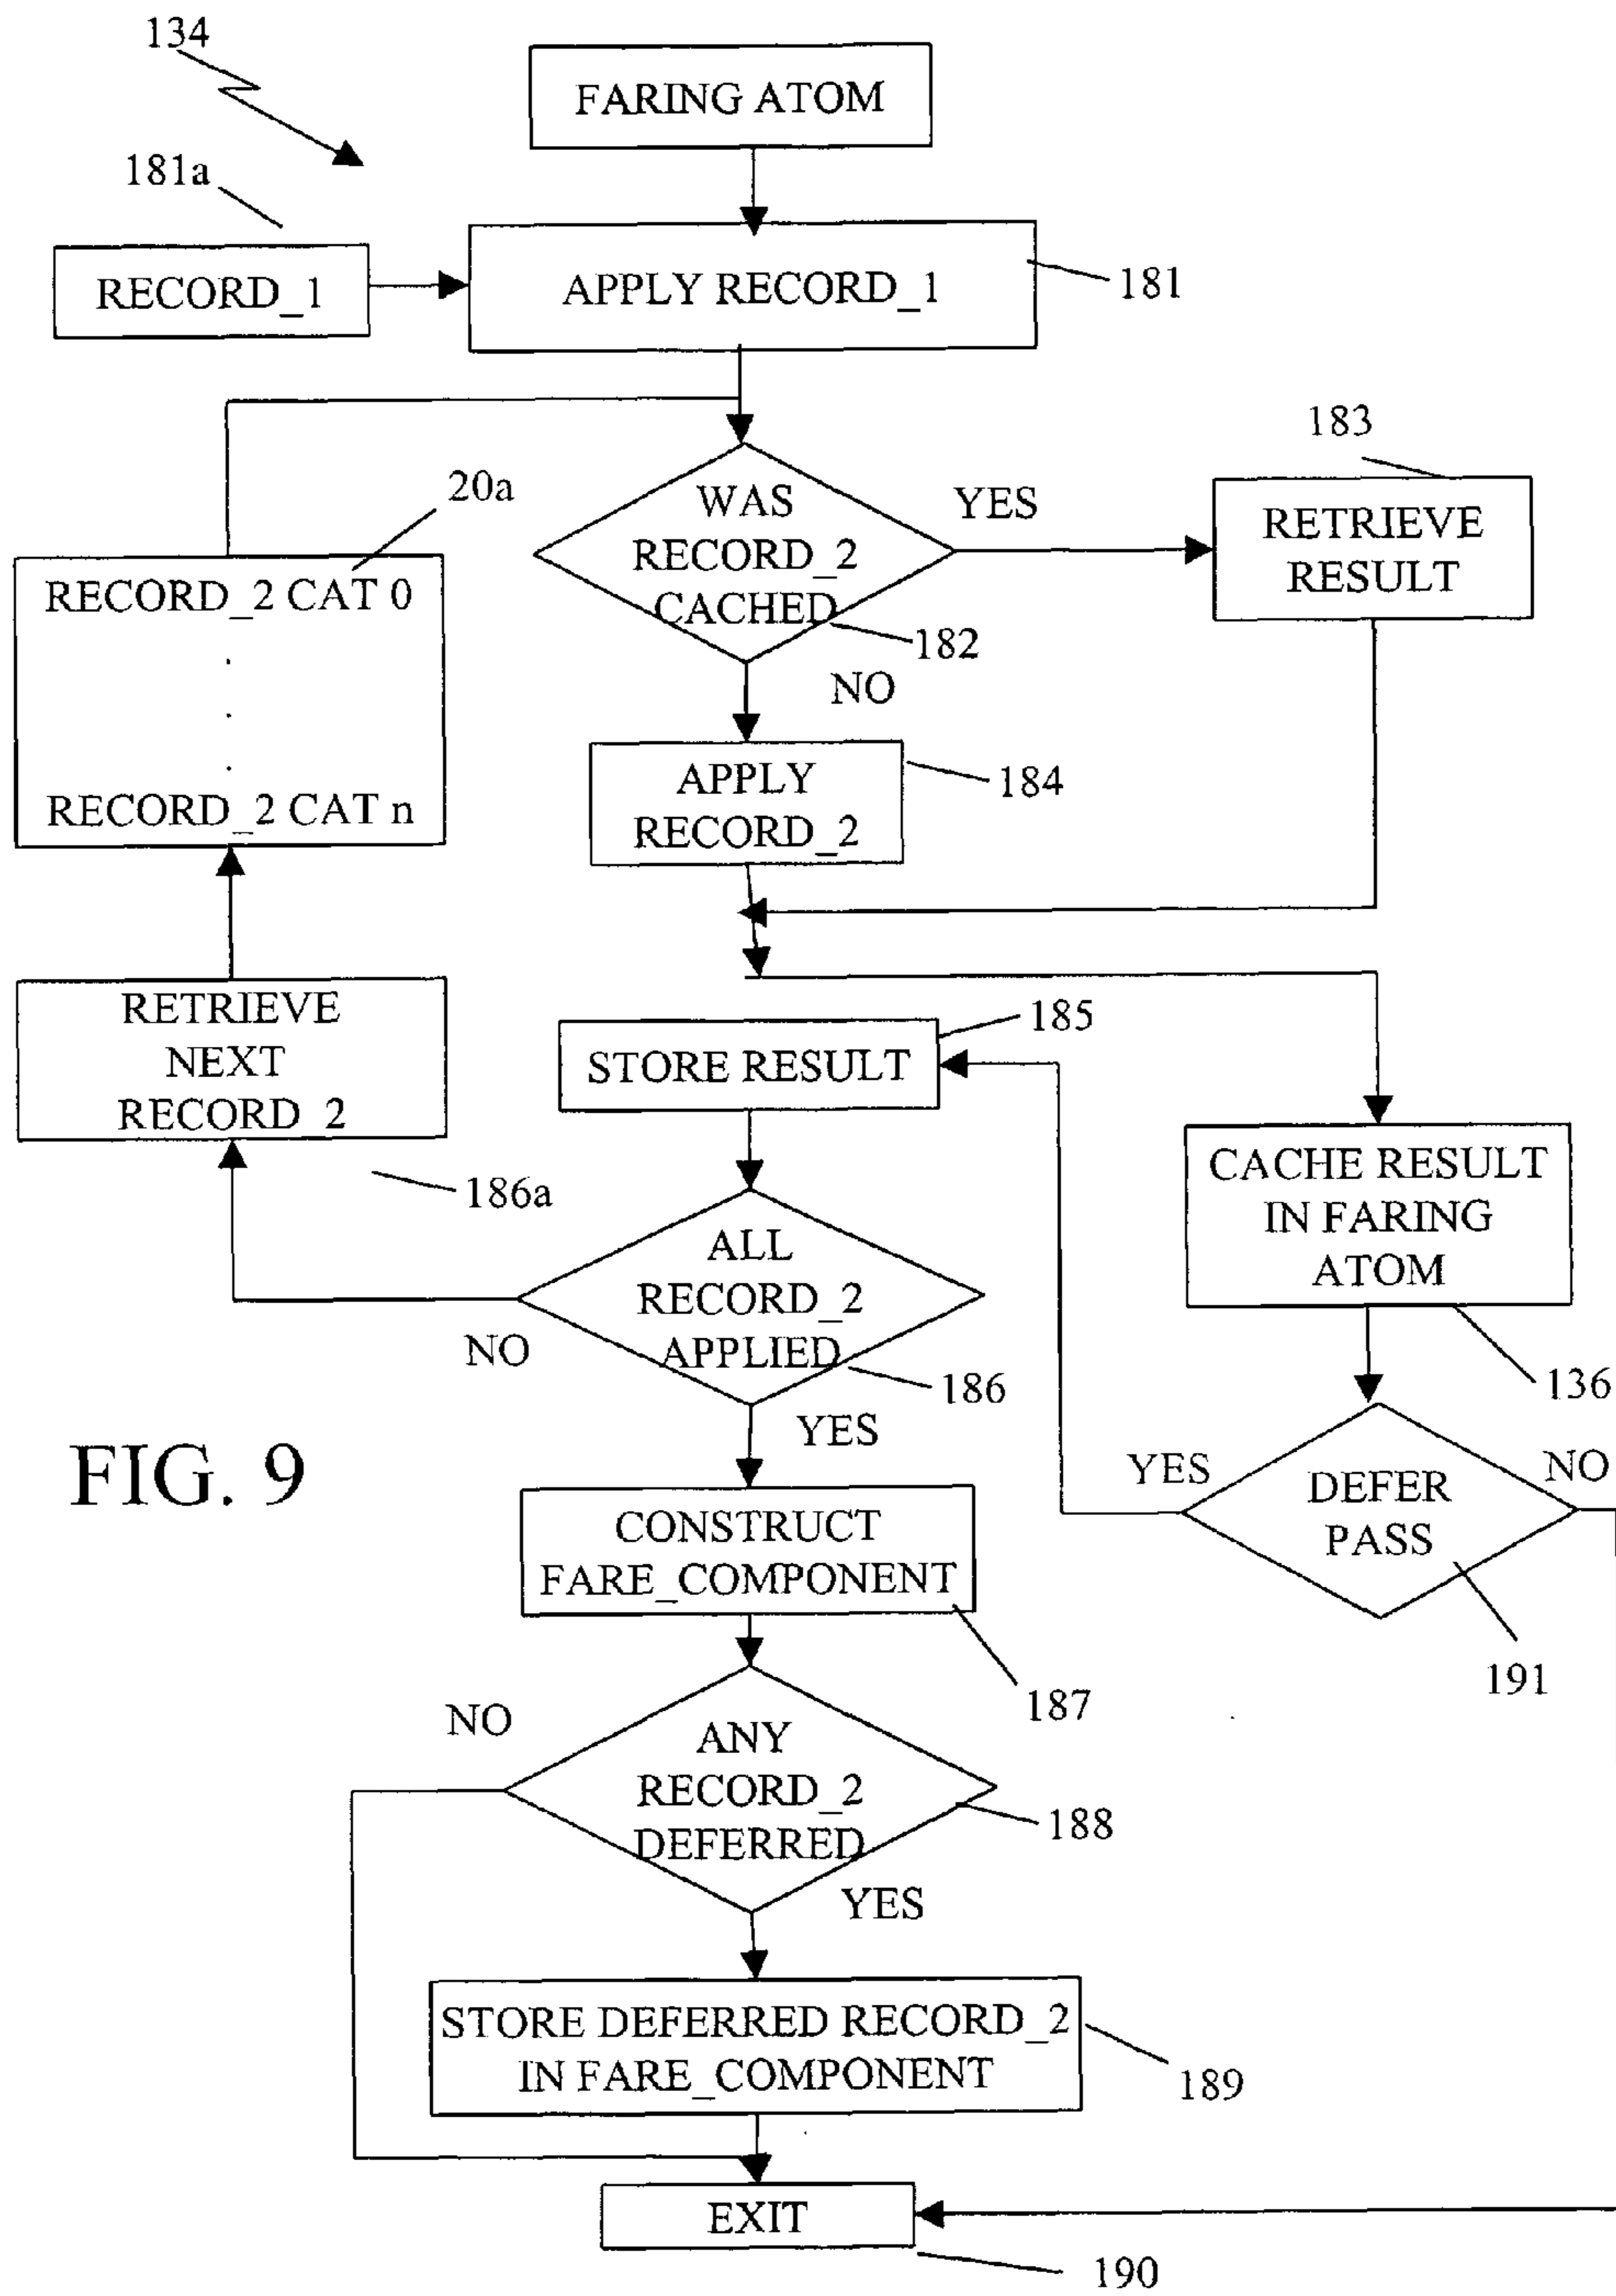 134
FARING ATOM
181a
RECORD_1
APPLY RECORD_1
181
183
20a
WAS
RECORD_2
CACHED
YES
RETRIEVE
RESULT
182
NO
RECORD_2 CAT 0
.
.
.
RECORD_2 CAT n
APPLY
RECORD_2
184
RETRIEVE
NEXT
RECORD_2
185
STORE RESULT
186a
CACHE RESULT
IN FARING
ATOM
136
ALL
RECORD_2
APPLIED
NO
186
YES
FIG. 9
YES
DEFER
PASS
NO
191
CONSTRUCT
FARE_COMPONENT
187
NO
ANY
RECORD_2
DEFERRED
188
YES
STORE DEFERRED RECORD_2
IN FARE_COMPONENT
189
EXIT
190